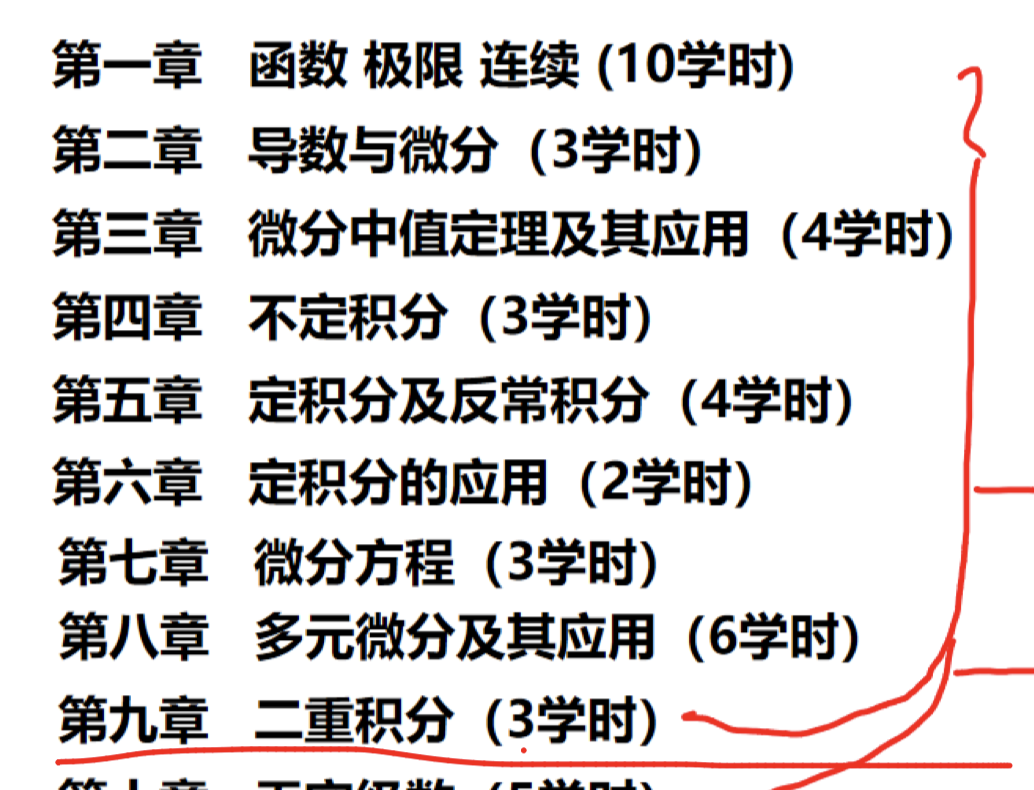 第一章 函数 极限 连续 (10学时)
第二章 导数与微分（3学时）
第三章 微分中值定理及其应用（4学时）
第四章 不定积分（3学时）
第五章 定积分及反常积分（4学时）
第六章 定积分的应用（2学时）
第七章 微分方程（3学时）
第八章 多元微分及其应用（6学时）
第九章 二重积分（3学时）